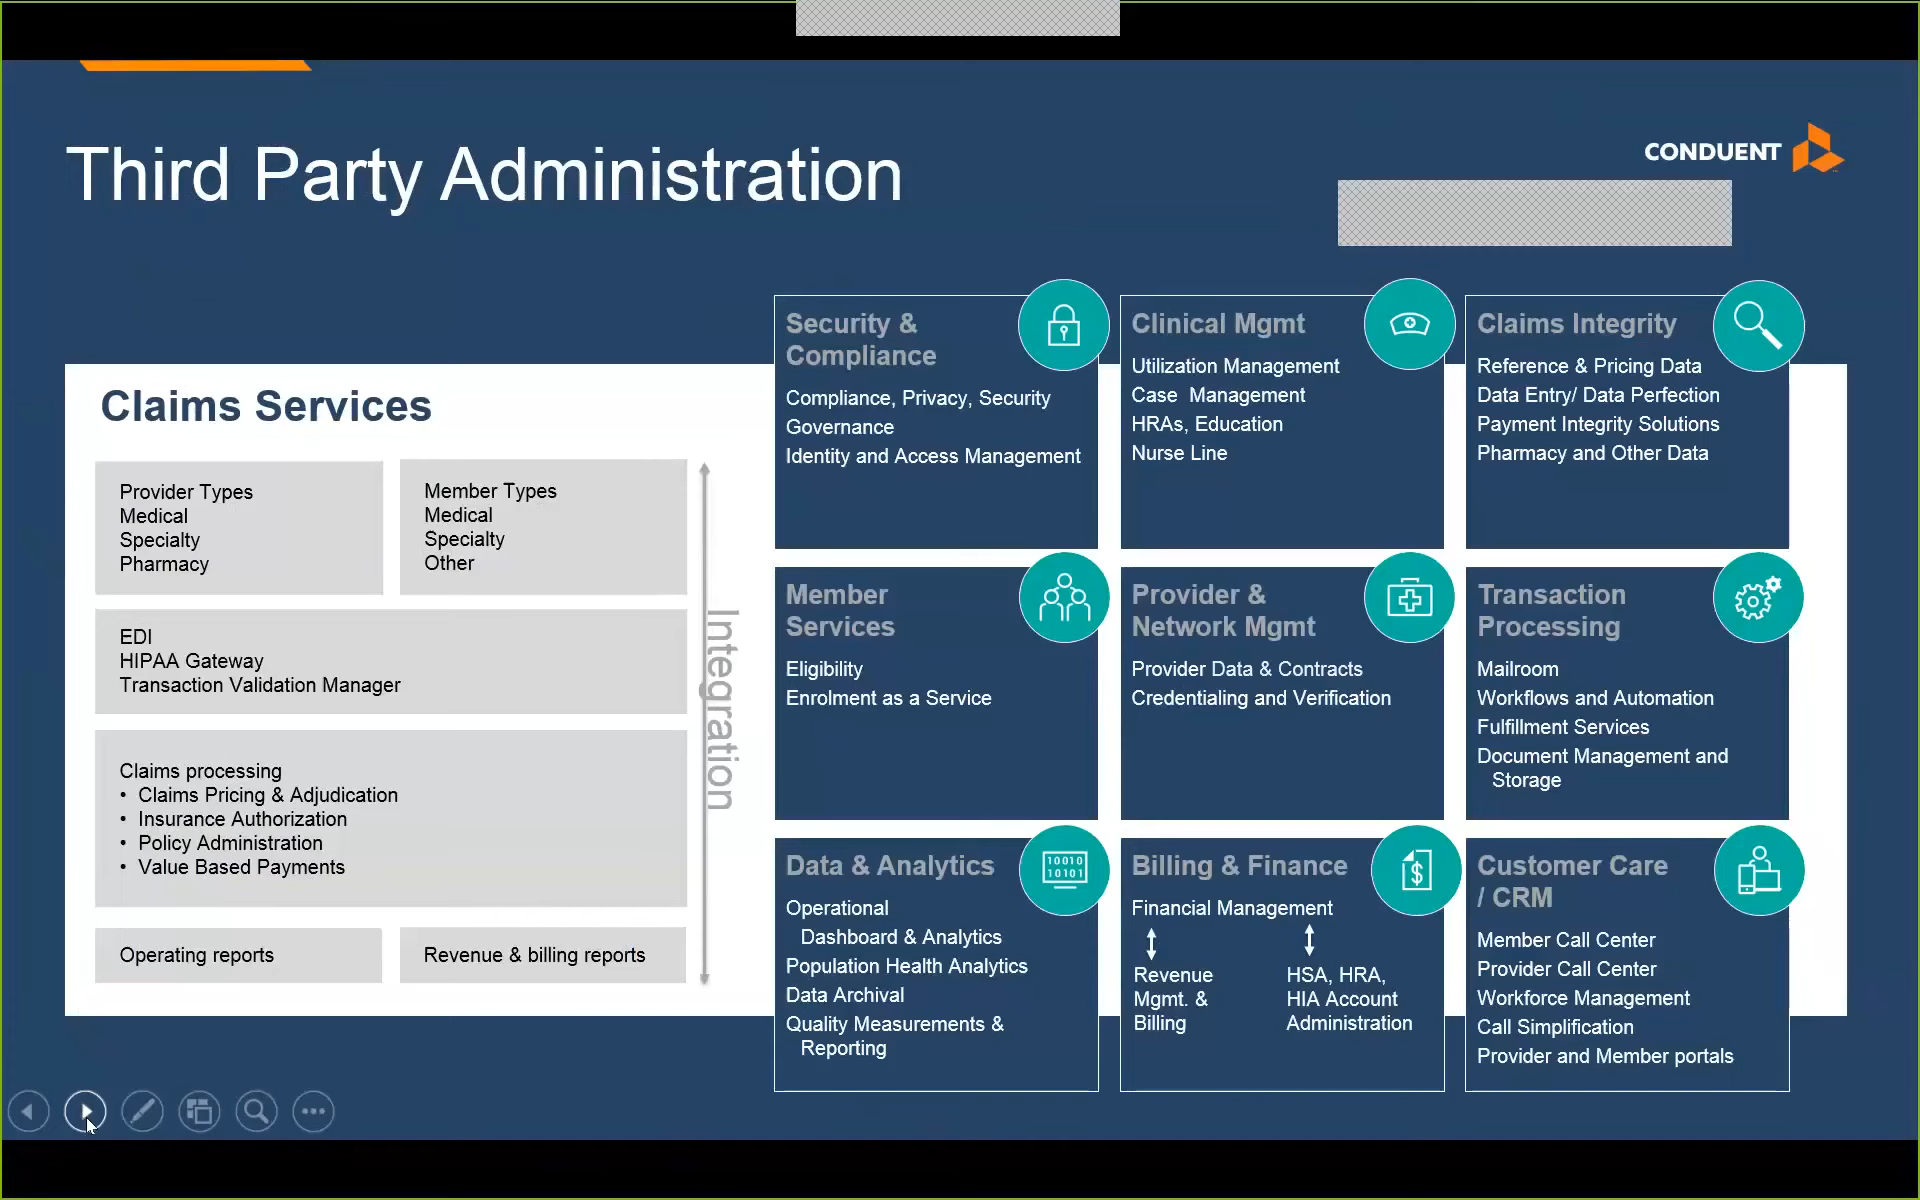 Third Party Administration
CONDUENT
Claims Services
Provider Types
Medical
Specialty
Pharmacy
Member Types
Medical
Specialty
Other
EDI
HIPAA Gateway
Transaction Validation Manager
Claims processing
• Claims Pricing & Adjudication
• Insurance Authorization
• Policy Administration
• Value Based Payments
Operating reports
Revenue & billing reports
Integration
Security &
Compliance
Compliance, Privacy, Security
Governance
Identity and Access Management
Clinical Mgmt
Utilization Management
Case  Management
HRAs, Education
Nurse Line
Claims Integrity
Reference & Pricing Data
Data Entry/ Data Perfection
Payment Integrity Solutions
Pharmacy and Other Data
Member
Services
Eligibility
Enrolment as a Service
Provider &
Network Mgmt
Provider Data & Contracts
Credentialing and Verification
Transaction
Processing
Mailroom
Workflows and Automation
Fulfillment Services
Document Management and
Storage
Data & Analytics
10010
10101
Operational
Dashboard & Analytics
Population Health Analytics
Data Archival
Quality Measurements &
Reporting
Billing & Finance
$
Financial Management
Revenue
Mgmt. &
Billing
HSA, HRA,
HIA Account
Administration
Customer Care
/ CRM
Member Call Center
Provider Call Center
Workforce Management
Call Simplification
Provider and Member portals